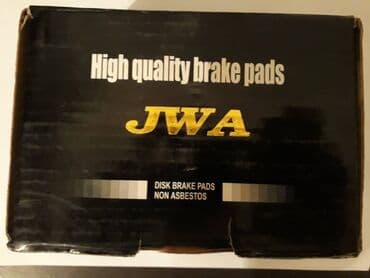 High quality brake pads
JWA
DISK BRAKE PADS
NON ASBESTOS